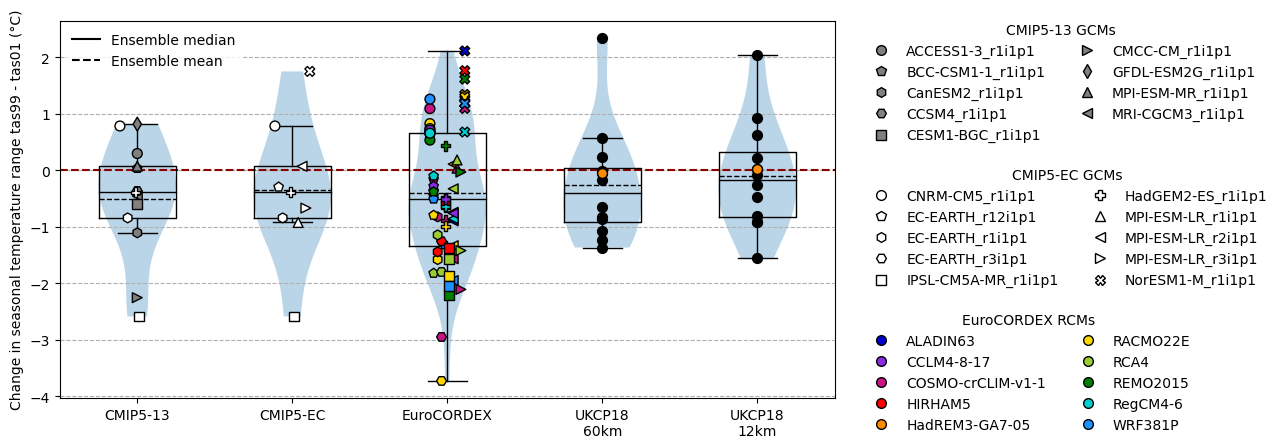 Change in seasonal temperature range tas99 - tas01 (°C)
Ensemble median
Ensemble mean
2
1
0
−1
−2
−3
−4
CMIP5-13
CMIP5-EC
EuroCORDEX
UKCP18
60km
UKCP18
12km
CMIP5-13 GCMs
ACCESS1-3_r1i1p1
BCC-CSM1-1_r1i1p1
CanESM2_r1i1p1
CCSM4_r1i1p1
CESM1-BGC_r1i1p1
CMCC-CM_r1i1p1
GFDL-ESM2G_r1i1p1
MPI-ESM-MR_r1i1p1
MRI-CGCM3_r1i1p1
CMIP5-EC GCMs
CNRM-CM5_r1i1p1
EC-EARTH_r12i1p1
EC-EARTH_r1i1p1
EC-EARTH_r3i1p1
IPSL-CM5A-MR_r1i1p1
HadGEM2-ES_r1i1p1
MPI-ESM-LR_r1i1p1
MPI-ESM-LR_r2i1p1
MPI-ESM-LR_r3i1p1
NorESM1-M_r1i1p1
EuroCORDEX RCMs
ALADIN63
CCLM4-8-17
COSMO-crCLIM-v1-1
HIRHAM5
HadREM3-GA7-05
RACMO22E
RCA4
REMO2015
RegCM4-6
WRF381P